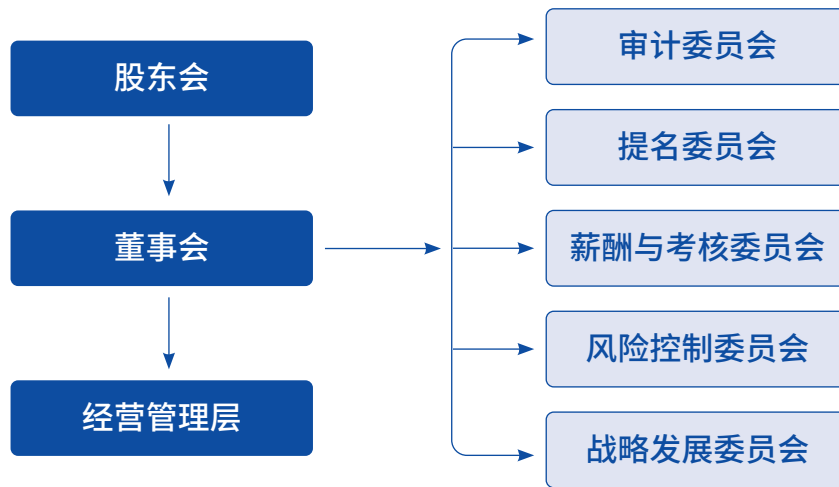 股东会
董事会
经营管理层
审计委员会
提名委员会
薪酬与考核委员会
风险控制委员会
战略发展委员会